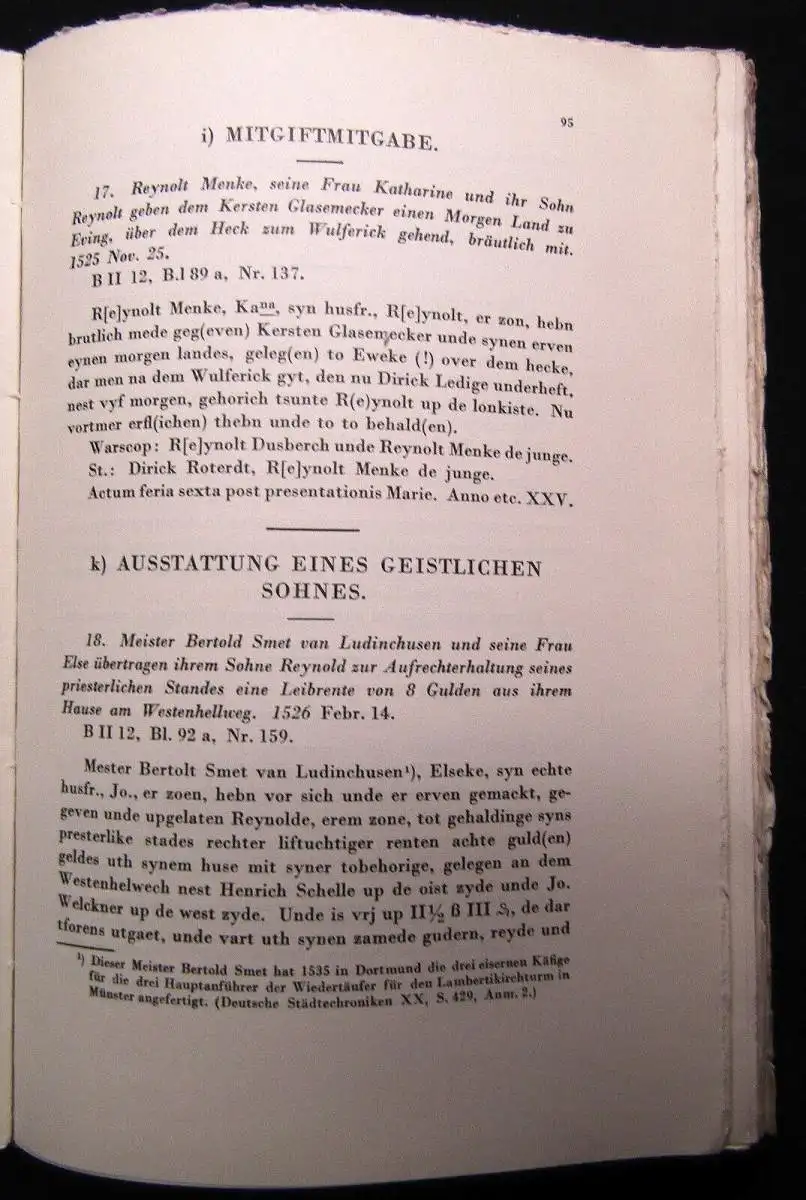 95
i) MITGIFTMITGABE.
17. Reynolt Menke, seine Frau Katharine und ihr Sohn
Reynolt geben dem Kersten Glasemecker einen Morgen Land zu
Eving, über dem Heck zum Wulferick gehend, bräutlich mit.
1525 Nov. 25.
B II 12, B.l 89 a, Nr. 137.
R[e]ynolt Menke, Kana, syn husfr., R[e]ynolt, er zon, hebn
brutlich mede geg(even) Kersten Glasemecker unde synen erven
eynen morgen landes, geleg(en) to Eweke (!) over dem hecke,
dar men na dem Wulferick gyt, den nu Dirick Ledige underheft,
nest vyf morgen, gehorich tsunte R(e)ynolt up de lonkiste. Nu
vortmer erfl(ichen) thebn unde to to behald(en).
Warscop: R[e]ynolt Dusberch unde Reynolt Menke de junge.
St.: Dirick Roterdt, R[e]ynolt Menke de junge.
Actum feria sexta post presentationis Marie. Anno etc. XXV.
k) AUSSTATTUNG EINES GEISTLICHEN
SOHNES.
18. Meister Bertold Smet van Ludinchusen und seine Frau
Else übertragen ihrem Sohne Reynold zur Aufrechterhaltung seines
priesterlichen Standes eine Leibrente von 8 Gulden aus ihrem
Hause am Westenhellweg. 1526 Febr. 14.
B II 12, Bl. 92 a, Nr. 159.
Mester Bertolt Smet van Ludinchusen¹), Elseke, syn echte
husfr., Jo., er zoen, hebn vor sich unde er erven gemackt, ge-
geven unde upgelaten Reynolde, erem zone, tot gehaldinge syns
presterlike stades rechter liftuchtiger renten achte guld(en)
geldes uth synem huse mit syner tobehorige, gelegen an dem
Westenhelwech nest Henrich Schelle up de oist zyde unde Jo.
Welckner up de west zyde. Unde is vrj up II½ ß III ₰, de dar
tforens utgaet, unde vart uth synen zamede gudern, reyde und
¹) Dieser Meister Bertold Smet hat 1535 in Dortmund die drei eisernen Käfige
für die drei Hauptanführer der Wiedertäufer für den Lambertikirchturm in
Münster angefertigt. (Deutsche Städtechroniken XX, S. 429, Anm. 2.)